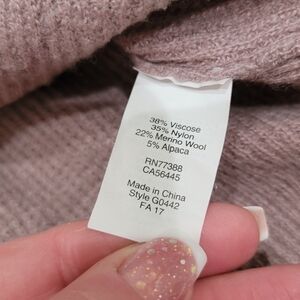 38% Viscose
35% Nylon
22% Merino Wool
5% Alpaca
RN77388
CA56445
Made in China
Style G0442
FA 17